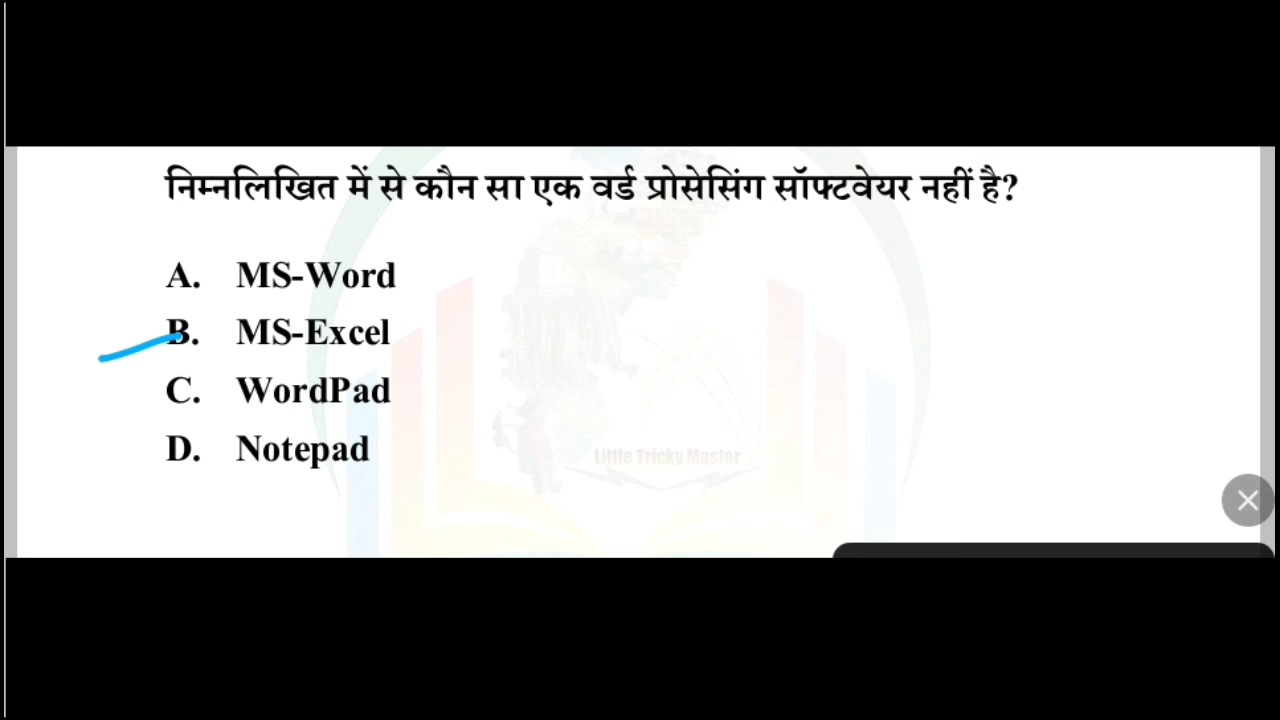 निम्नलिखित में से कौन सा एक वर्ड प्रोसेसिंग सॉफ्टवेयर नहीं है?
A. MS-Word
B. MS-Excel
C. WordPad
D. Notepad
Little Tricky Master